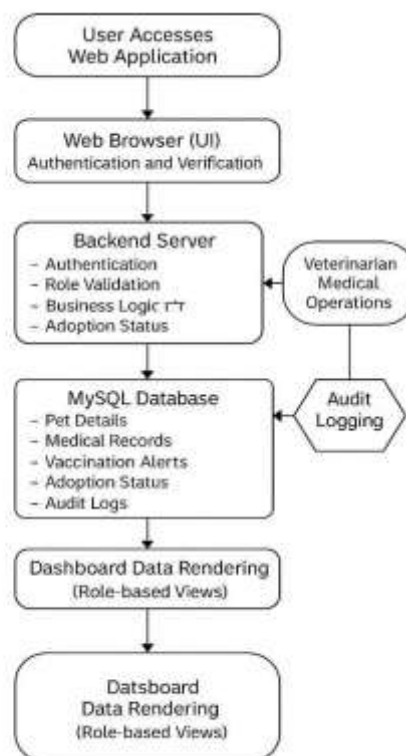 User Accesses
Web Application
Web Browser (UI)
Authentication and Verification
Backend Server
– Authentication
– Role Validation
– Business Logic
– Adoption Status
Veterinarian
Medical
Operations
MySQL Database
– Pet Details
– Medical Records
– Vaccination Alerts
– Adoption Status
– Audit Logs
Audit
Logging
Dashboard Data Rendering
(Role-based Views)
Datsboard
Data Rendering
(Role-based Views)